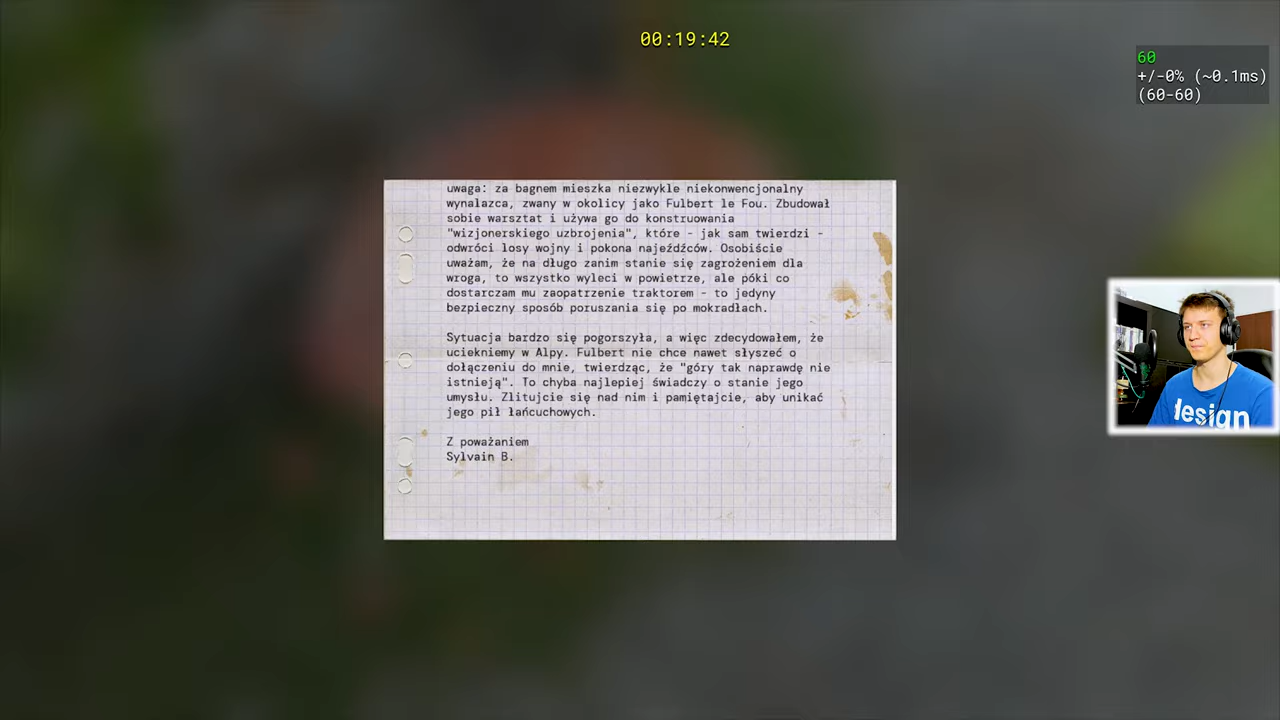 00:19:42
60
+/-0% (~0.1ms)
(60-60)
uwaga: za bagnem mieszka niezwykle niekonwencjonalny
wynalazca, zwany w okolicy jako Fulbert le Fou. Zbudował
sobie warsztat i używa go do konstruowania
"wizjonerskiego uzbrojenia", które - jak sam twierdzi -
odwróci losy wojny i pokona najeźdźców. Osobiście
uważam, że na długo zanim stanie się zagrożeniem dla
wroga, to wszystko wyleci w powietrze, ale póki co
dostarczam mu zaopatrzenie traktorem - to jedyny
bezpieczny sposób poruszania się po mokradłach.
Sytuacja bardzo się pogorszyła, a więc zdecydowałem, że
uciekniemy w Alpy. Fulbert nie chce nawet słyszeć o
dołączeniu do mnie, twierdząc, że "góry tak naprawdę nie
istnieją". To chyba najlepiej świadczy o stanie jego
umysłu. Zlitujcie się nad nim i pamiętajcie, aby unikać
jego pił łańcuchowych.
Z poważaniem
Sylvain B.
design